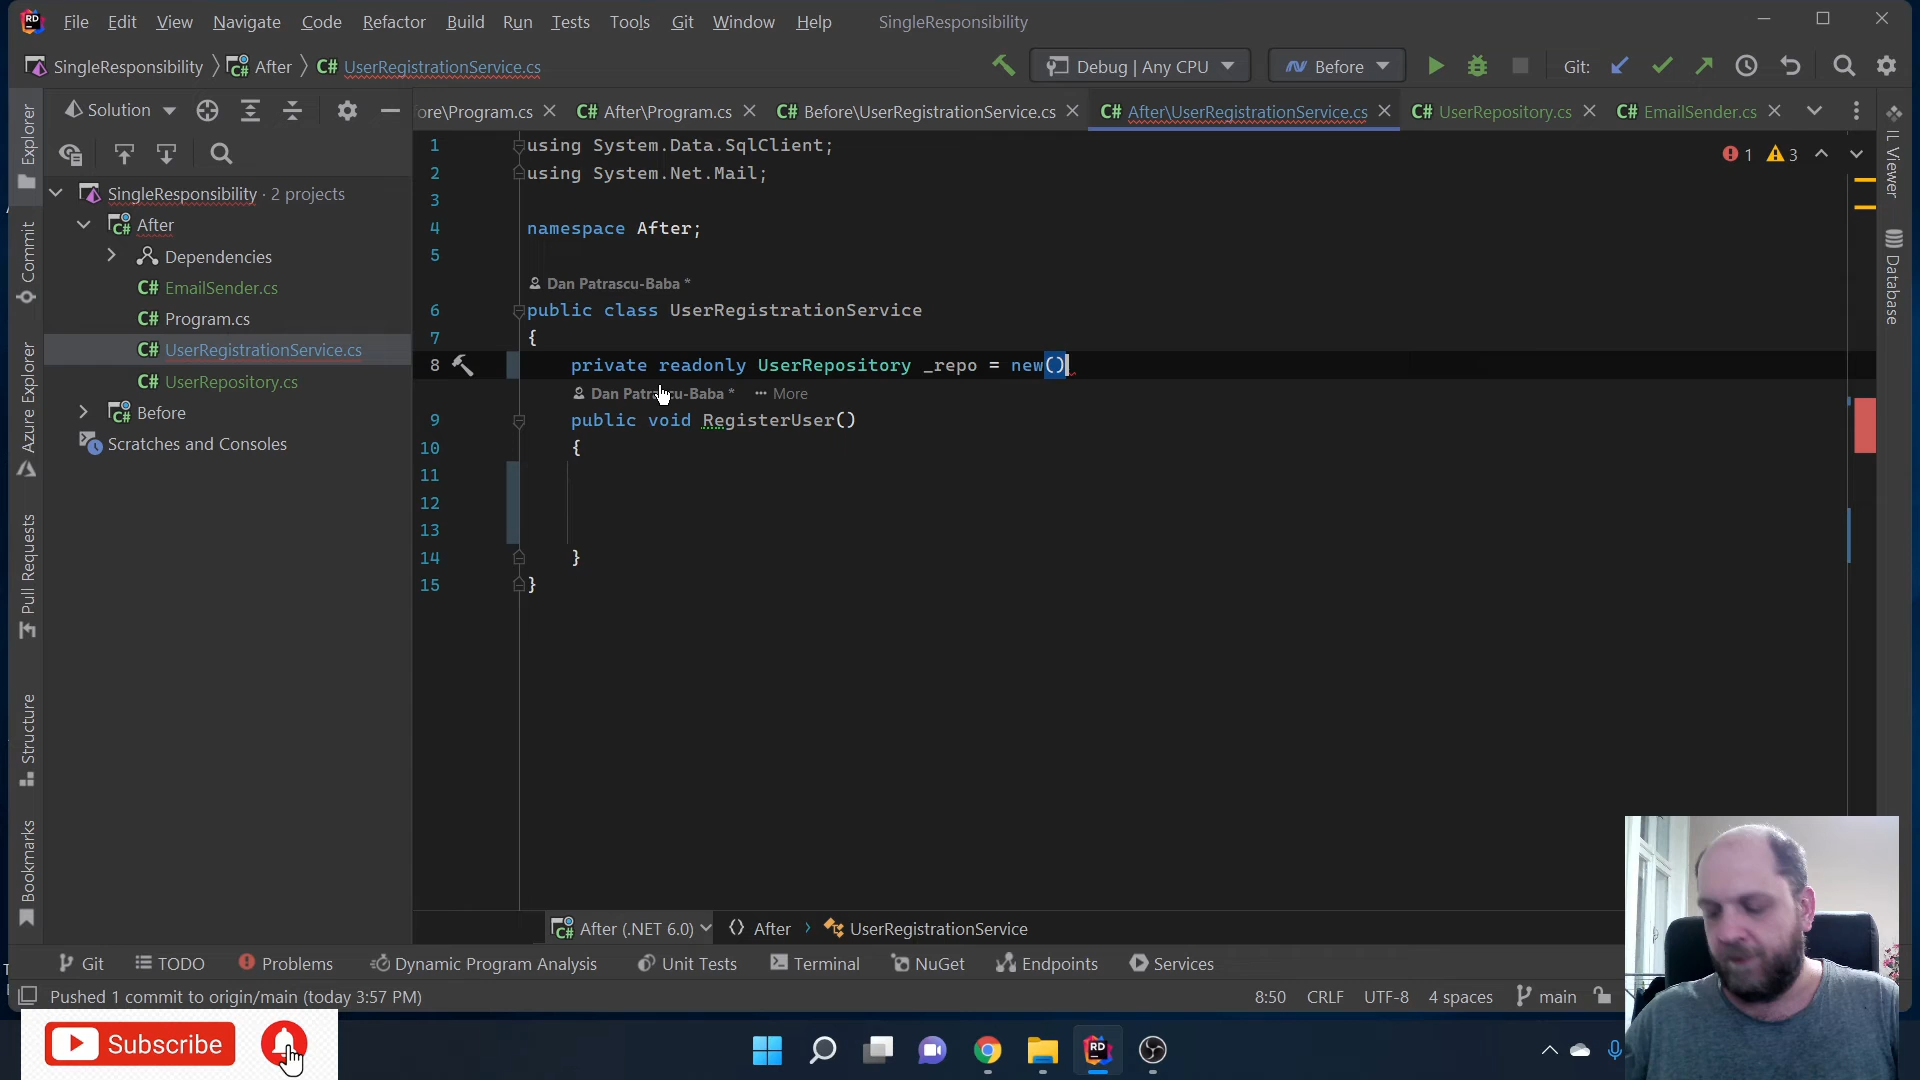 File Edit View Navigate Code Refactor Build Run Tests Tools Git Window Help SingleResponsibility
SingleResponsibility After C# UserRegistrationService.cs Debug | Any CPU Before Git:
Solution ore\Program.cs C# After\Program.cs C# Before\UserRegistrationService.cs C# After\UserRegistrationService.cs C# UserRepository.cs C# EmailSender.cs
Explorer
Commit
Azure Explorer
Pull Requests
Structure
Bookmarks
SingleResponsibility · 2 projects
C# After
Dependencies
C# EmailSender.cs
C# Program.cs
C# UserRegistrationService.cs
C# UserRepository.cs
C# Before
Scratches and Consoles
1 using System.Data.SqlClient;
2 using System.Net.Mail;
3
4 namespace After;
5
Dan Patrascu-Baba *
6 public class UserRegistrationService
7 {
8 private readonly UserRepository _repo = new()
Dan Patrascu-Baba * ··· More
9 public void RegisterUser()
10 {
11
12
13
14 }
15 }
1 3
IL Viewer
Database
C# After (.NET 6.0) After UserRegistrationService
Git TODO Problems Dynamic Program Analysis Unit Tests Terminal NuGet Endpoints Services
Pushed 1 commit to origin/main (today 3:57 PM) 8:50 CRLF UTF-8 4 spaces main
Subscribe
RD